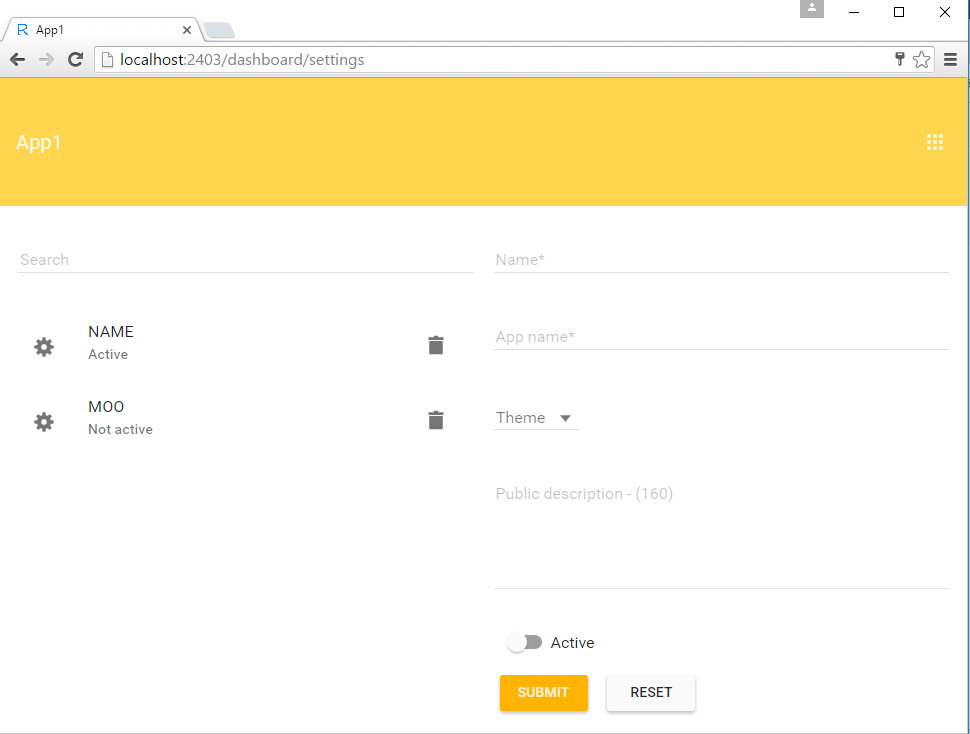 App1
localhost:2403/dashboard/settings
App1
Search
NAME
Active
MOO
Not active
Name*
App name*
Theme
Public description - (160)
Active
SUBMIT
RESET